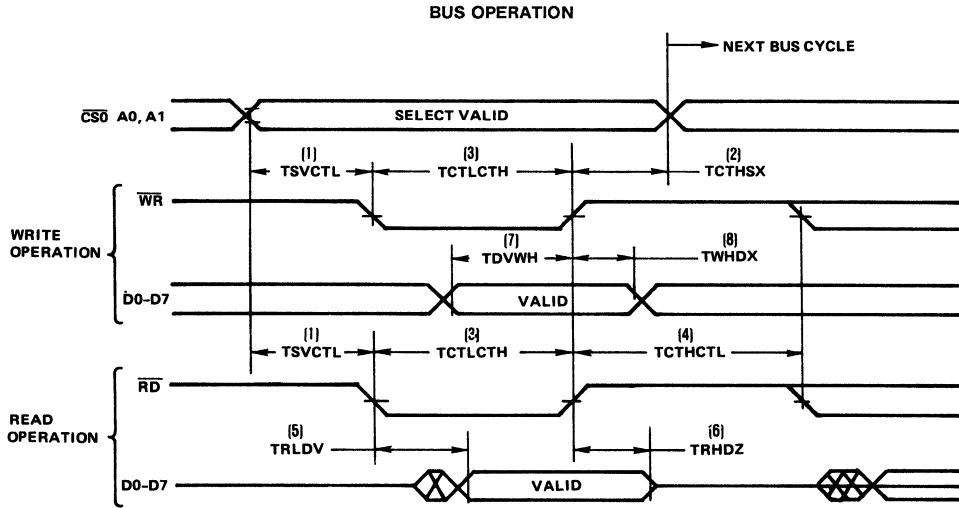 BUS OPERATION
NEXT BUS CYCLE
CS0 A0, A1
SELECT VALID
(1)
TSVCTL
(3)
TCTLCTH
(2)
TCTHSX
WR
WRITE
OPERATION
(7)
TDVWH
(8)
TWHDX
D0-D7
VALID
(1)
TSVCTL
(3)
TCTLCTH
(4)
TCTHCTL
RD
READ
OPERATION
(5)
TRLDV
(6)
TRHDZ
D0-D7
VALID